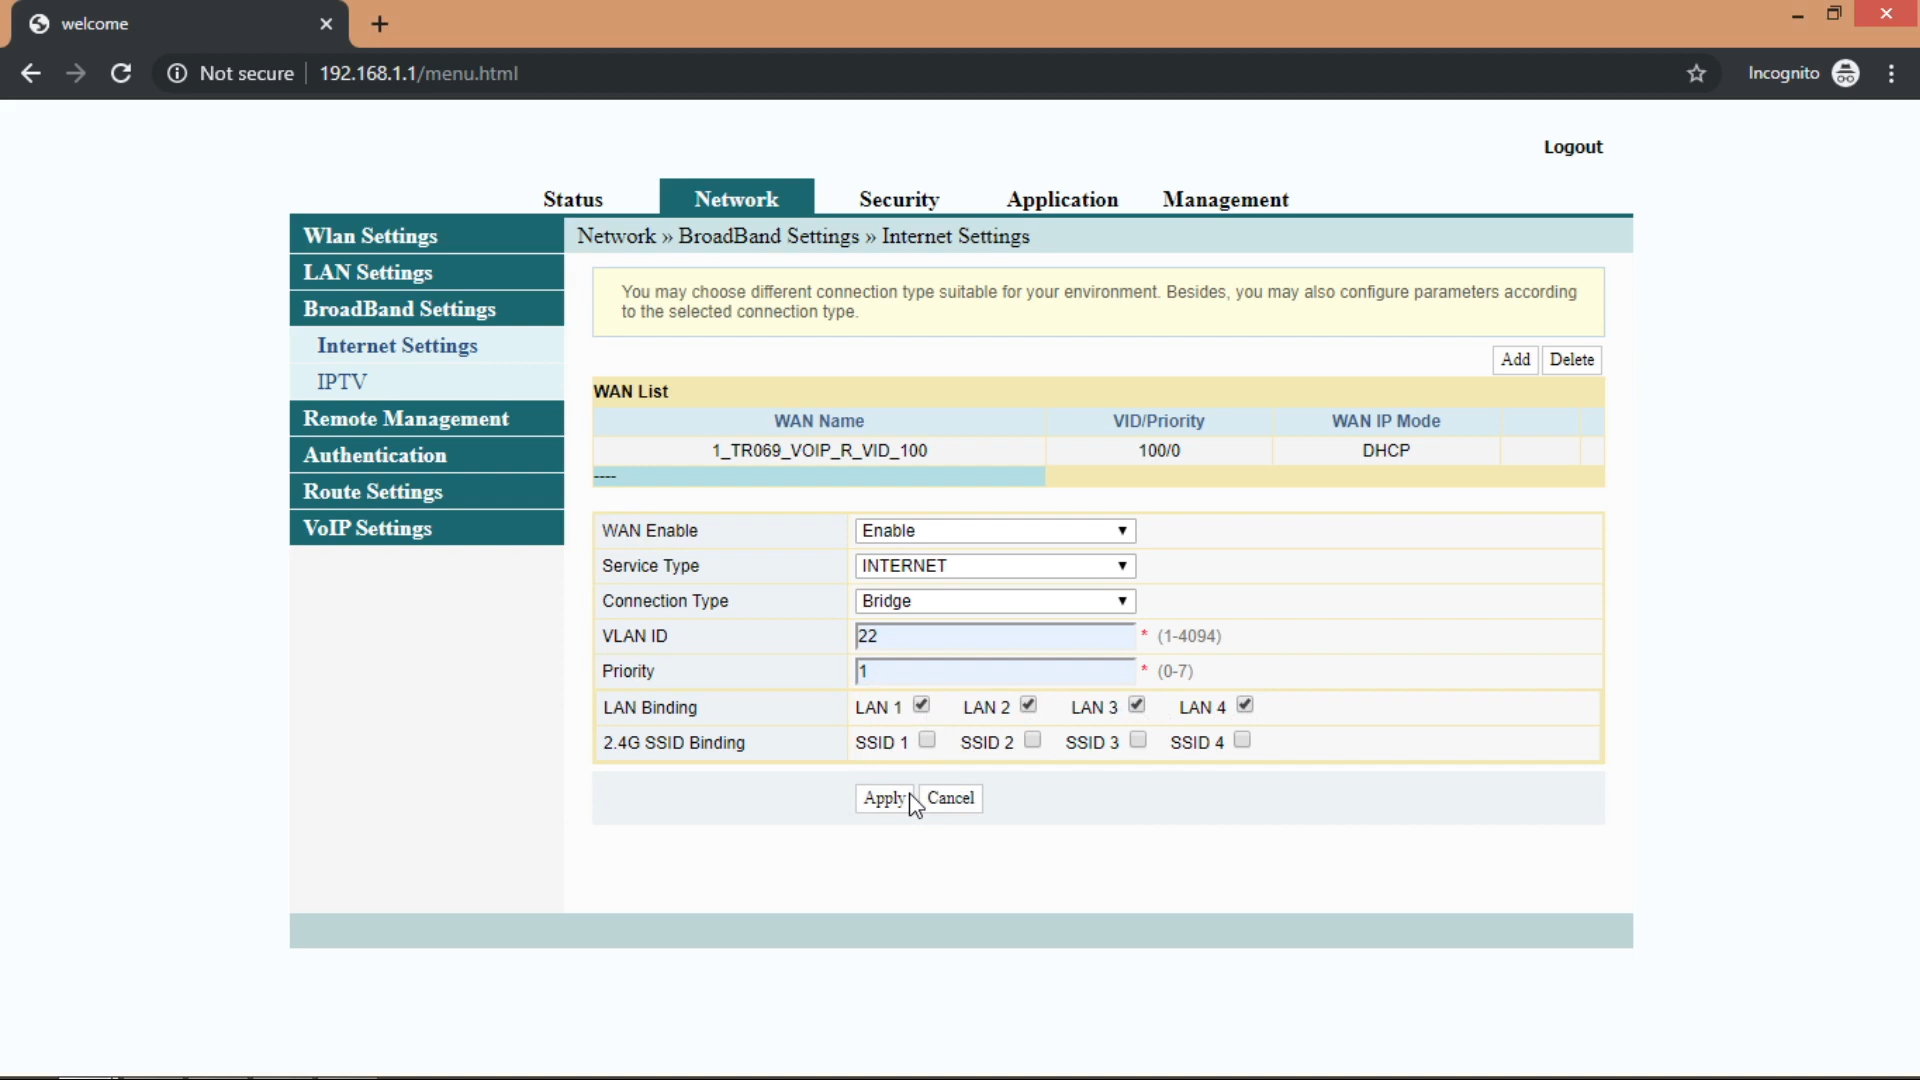 welcome
Not secure 192.168.1.1/menu.html Incognito
Logout
Status Network Security Application Management
Wlan Settings
LAN Settings
BroadBand Settings
Internet Settings
IPTV
Remote Management
Authentication
Route Settings
VoIP Settings
Network » BroadBand Settings » Internet Settings
You may choose different connection type suitable for your environment. Besides, you may also configure parameters according
to the selected connection type.
Add Delete
WAN List
WAN Name VID/Priority WAN IP Mode
1_TR069_VOIP_R_VID_100 100/0 DHCP
----
WAN Enable Enable
Service Type INTERNET
Connection Type Bridge
VLAN ID 22 * (1-4094)
Priority 1 * (0-7)
LAN Binding LAN 1 LAN 2 LAN 3 LAN 4
2.4G SSID Binding SSID 1 SSID 2 SSID 3 SSID 4
Apply Cancel